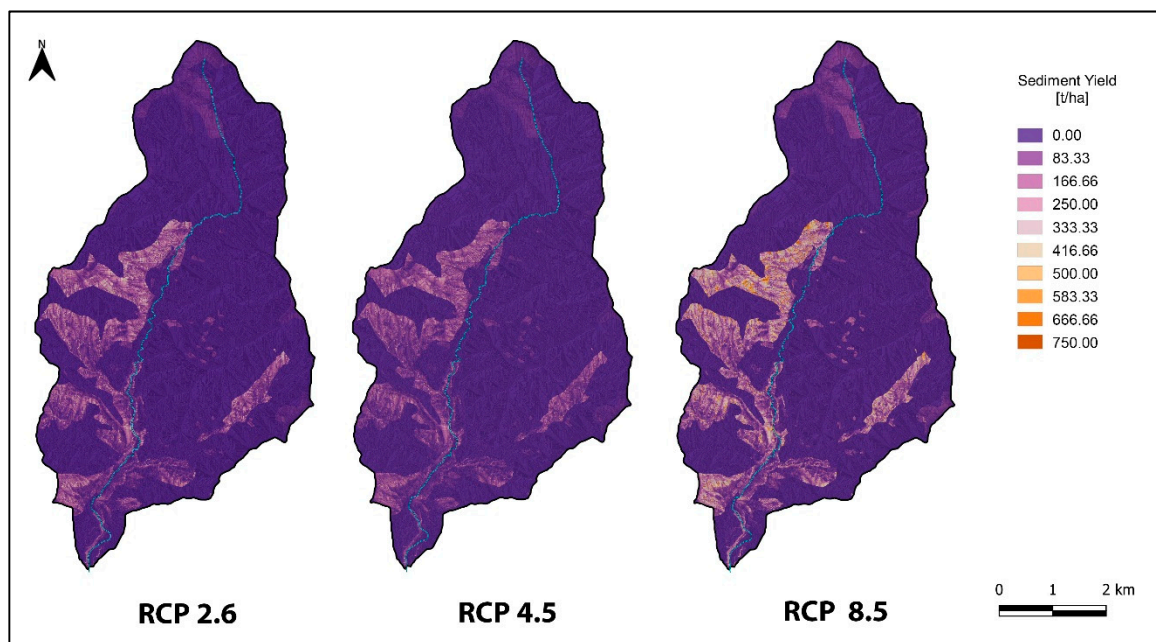 N
Sediment Yield
[t/ha]
0.00
83.33
166.66
250.00
333.33
416.66
500.00
583.33
666.66
750.00
RCP 2.6
RCP 4.5
RCP 8.5
0 1 2 km